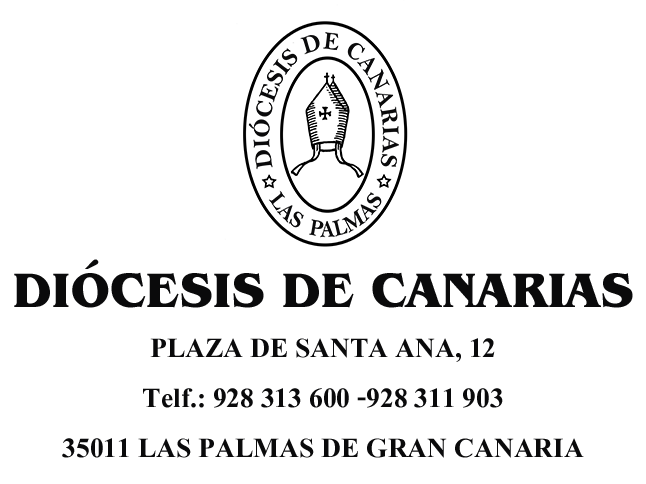 DIÓCESIS DE CANARIAS
LAS PALMAS
DIÓCESIS DE CANARIAS
PLAZA DE SANTA ANA, 12
Telf.: 928 313 600 -928 311 903
35011 LAS PALMAS DE GRAN CANARIA